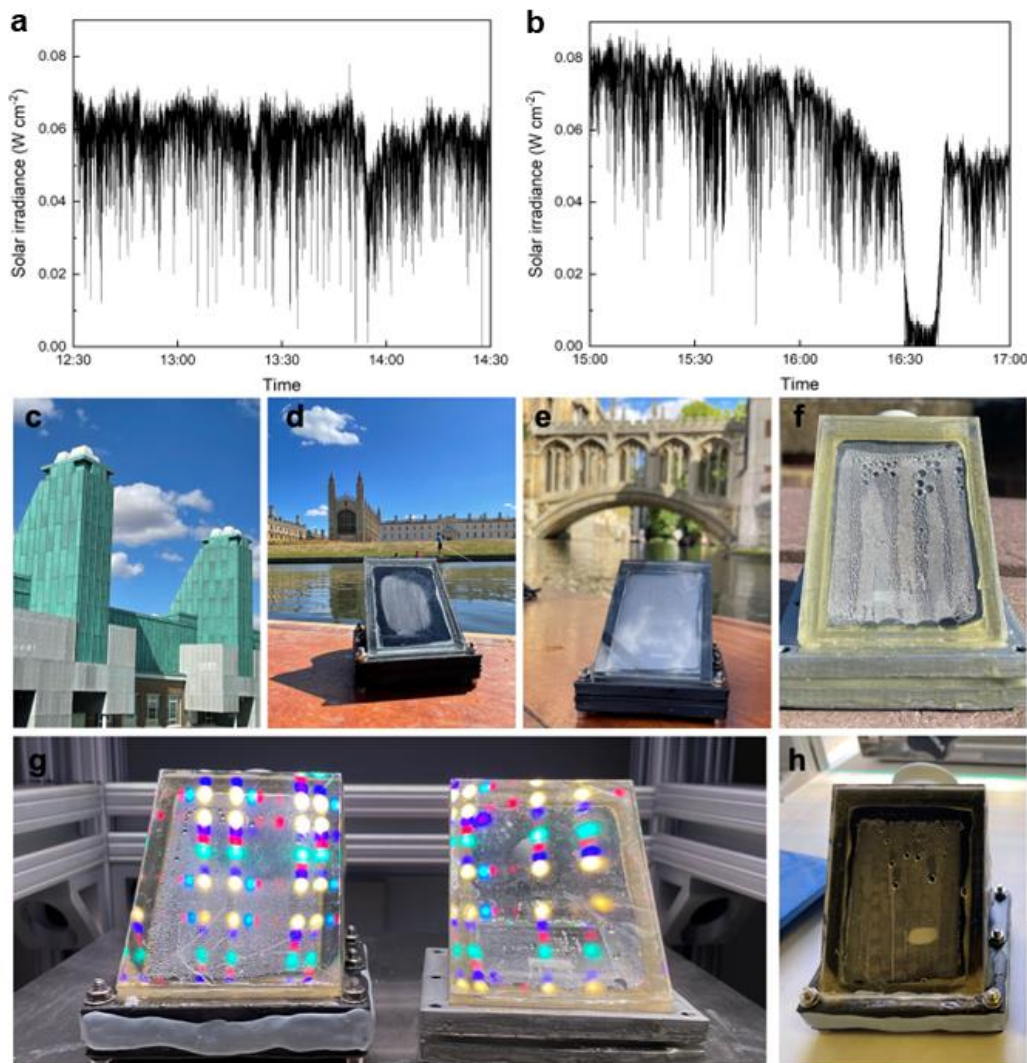 a
b
Solar irradiance (W cm⁻²)
0.08
0.06
0.04
0.02
0.00
12:30
13:00
13:30
14:00
14:30
Time
Solar irradiance (W cm⁻²)
0.08
0.06
0.04
0.02
0.00
15:00
15:30
16:00
16:30
17:00
Time
c
d
e
f
g
h